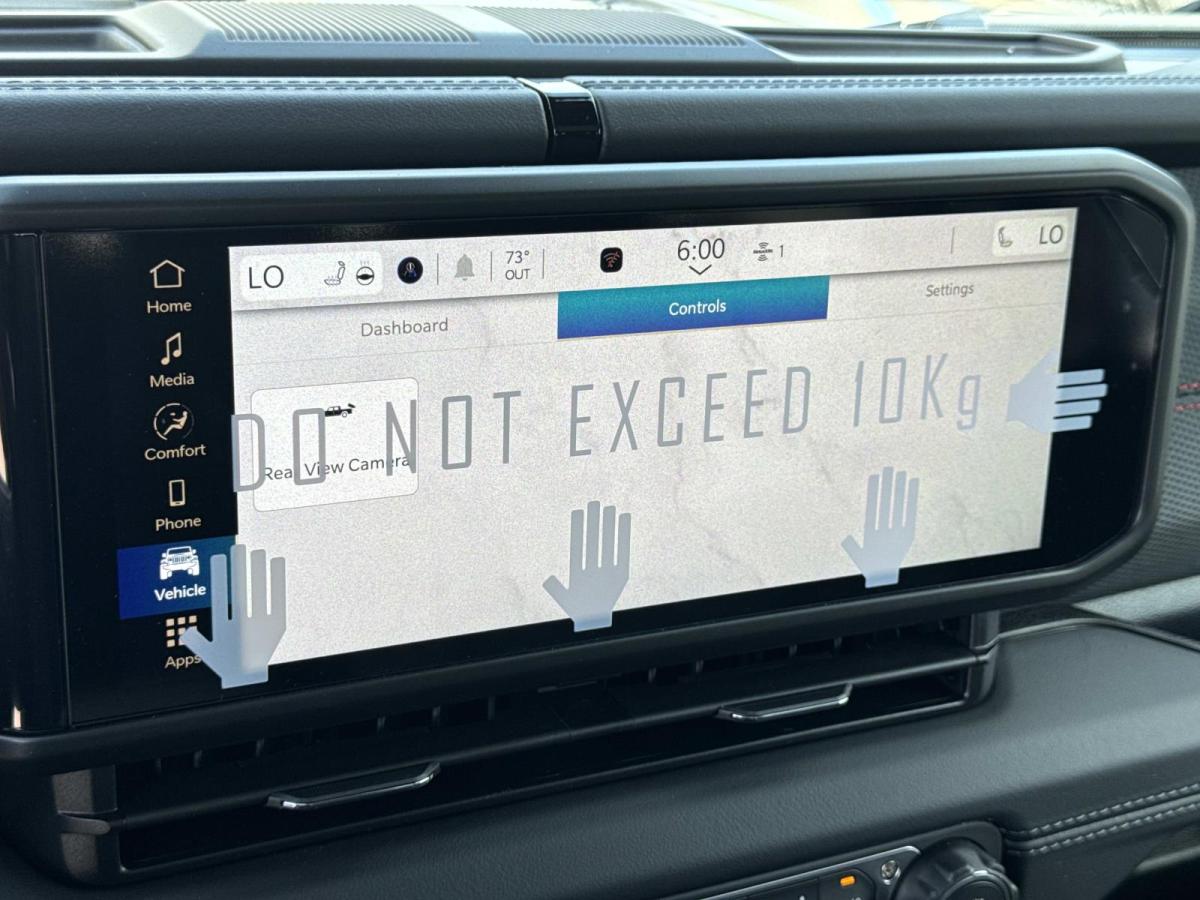 LO
73°
OUT
6:00
1
LO
Dashboard
Controls
Settings
Home
Media
Comfort
Phone
Vehicle
Apps
Rear View Camera
DO NOT EXCEED 10Kg